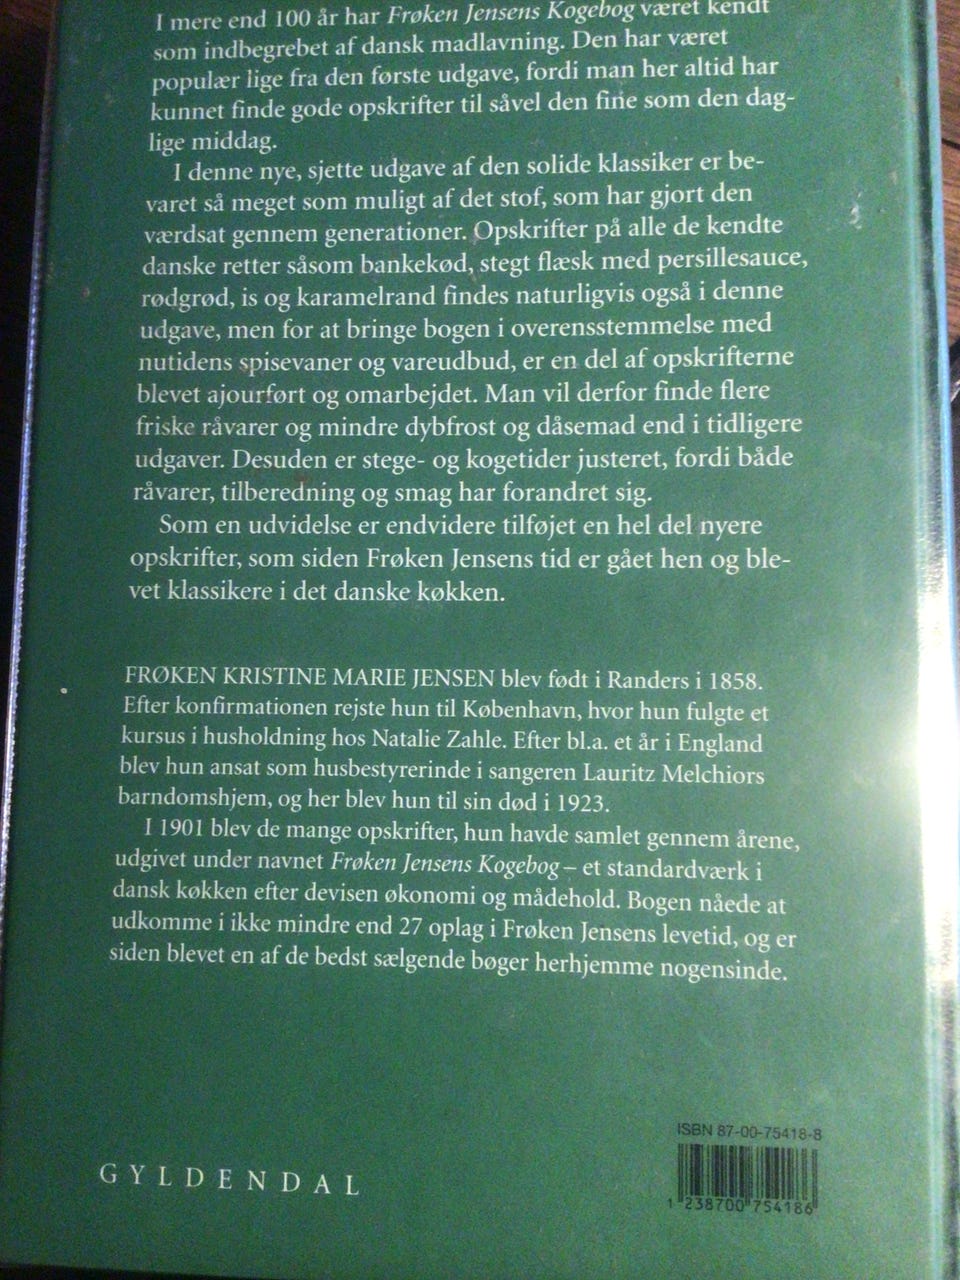 I mere end 100 år har Frøken Jensens Kogebog været kendt
som indbegrebet af dansk madlavning. Den har været
populær lige fra den første udgave, fordi man her altid har
kunnet finde gode opskrifter til såvel den fine som den dag-
lige middag.
I denne nye, sjette udgave af den solide klassiker er be-
varet så meget som muligt af det stof, som har gjort den
værdsat gennem generationer. Opskrifter på alle de kendte
danske retter såsom bankekød, stegt flæsk med persillesauce,
rødgrød, is og karamelrand findes naturligvis også i denne
udgave, men for at bringe bogen i overensstemmelse med
nutidens spisevaner og vareudbud, er en del af opskrifterne
blevet ajourført og omarbejdet. Man vil derfor finde flere
friske råvarer og mindre dybfrost og dåsemad end i tidligere
udgaver. Desuden er stege- og kogetider justeret, fordi både
råvarer, tilberedning og smag har forandret sig.
Som en udvidelse er endvidere tilføjet en hel del nyere
opskrifter, som siden Frøken Jensens tid er gået hen og ble-
vet klassikere i det danske køkken.
FRØKEN KRISTINE MARIE JENSEN blev født i Randers i 1858.
Efter konfirmationen rejste hun til København, hvor hun fulgte et
kursus i husholdning hos Natalie Zahle. Efter bl.a. et år i England
blev hun ansat som husbestyrerinde i sangeren Lauritz Melchiors
barndomshjem, og her blev hun til sin død i 1923.
I 1901 blev de mange opskrifter, hun havde samlet gennem årene,
udgivet under navnet Frøken Jensens Kogebog – et standardværk i
dansk køkken efter devisen økonomi og mådehold. Bogen nåede at
udkomme i ikke mindre end 27 oplag i Frøken Jensens levetid, og er
siden blevet en af de bedst sælgende bøger herhjemme nogensinde.
GYLDENDAL
ISBN 87-00-75418-8
1 238700 754186